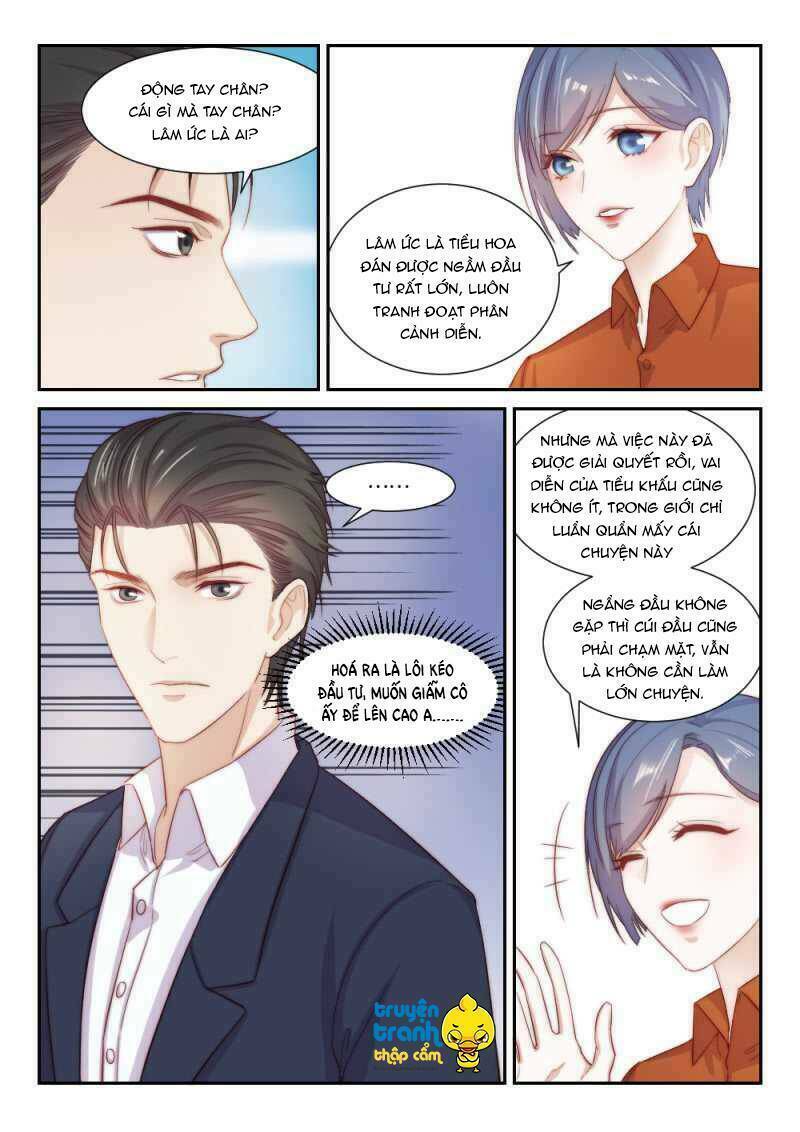 ĐỘNG TAY CHÂN?
CÁI GÌ MÀ TAY CHÂN?
LÂM ỨC LÀ AI?
LÂM ỨC LÀ TIỂU HOA
ĐÁN ĐƯỢC NGẦM ĐẦU
TƯ RẤT LỚN, LUÔN
TRANH ĐOẠT PHÂN
CẢNH DIỄN.
......
HOÁ RA LÀ LÔI KÉO
ĐẦU TƯ, MUỐN GIẪM CÔ
ẤY ĐỂ LÊN CAO A.......
NHƯNG MÀ VIỆC NÀY ĐÃ
ĐƯỢC GIẢI QUYẾT RỒI, VAI
DIỄN CỦA TIỂU KHẤU CŨNG
KHÔNG ÍT, TRONG GIỚI CHỈ
LUẨN QUẨN MẤY CÁI
CHUYỆN NÀY
NGẨNG ĐẦU KHÔNG
GẶP THÌ CÚI ĐẦU CŨNG
PHẢI CHẠM MẶT, VẪN
LÀ KHÔNG CẦN LÀM
LỚN CHUYỆN.
truyện
tranh
thập cẩm